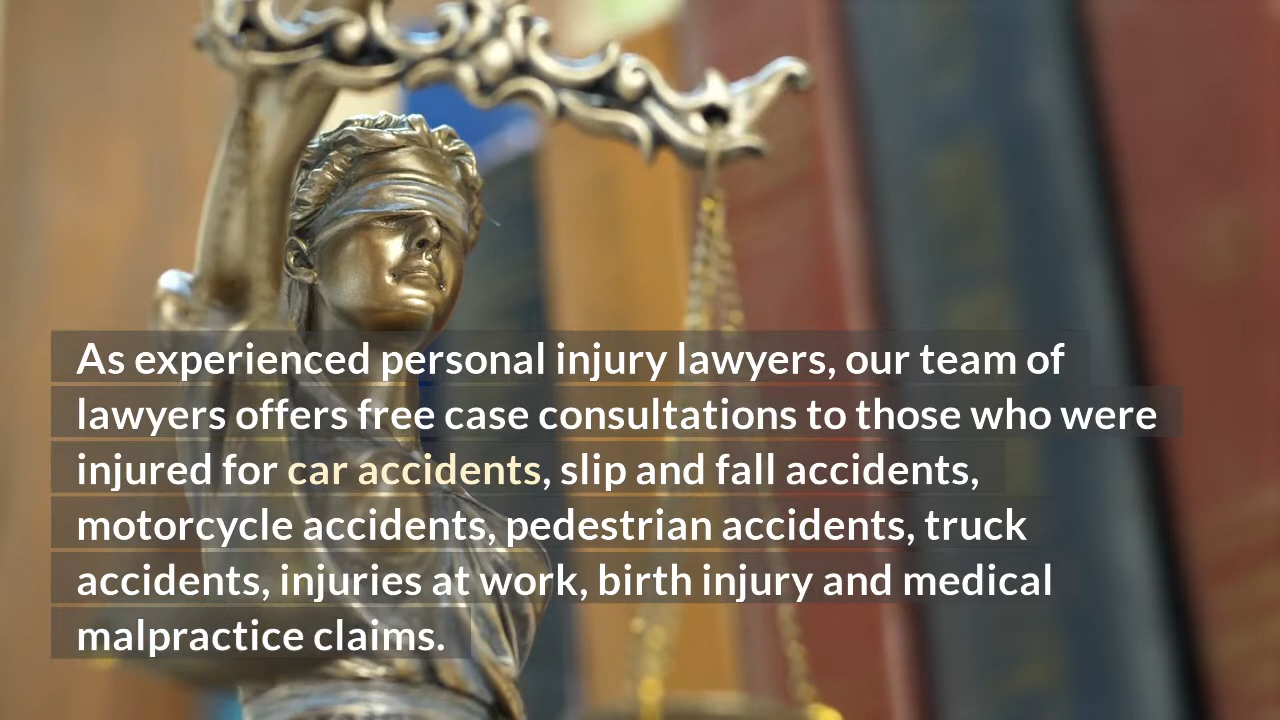 As experienced personal injury lawyers, our team of
lawyers offers free case consultations to those who were
injured for car accidents, slip and fall accidents,
motorcycle accidents, pedestrian accidents, truck
accidents, injuries at work, birth injury and medical
malpractice claims.